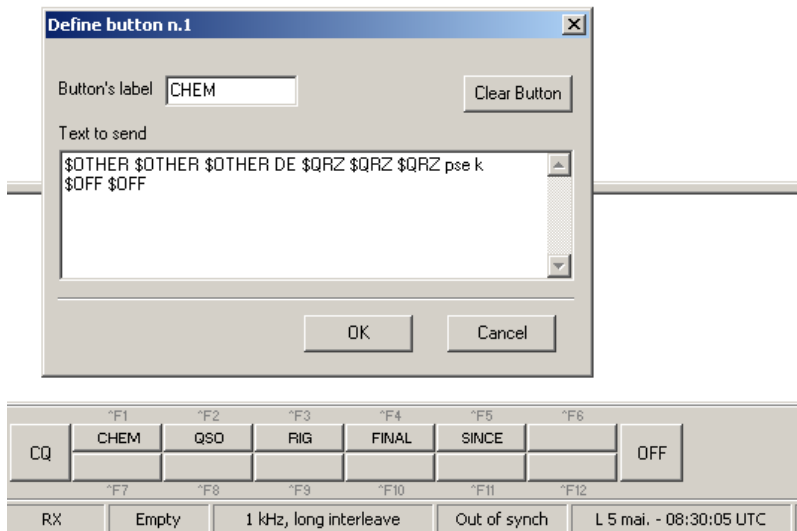 Define button n.1
Button's label CHEM Clear Button
Text to send
$OTHER $OTHER $OTHER DE $QRZ $QRZ $QRZ pse k
$OFF $OFF
OK Cancel
^F1 ^F2 ^F3 ^F4 ^F5 ^F6
CQ CHEM QSO RIG FINAL SINCE OFF
^F7 ^F8 ^F9 ^F10 ^F11 ^F12
RX Empty 1 kHz, long interleave Out of synch L 5 mai. - 08:30:05 UTC